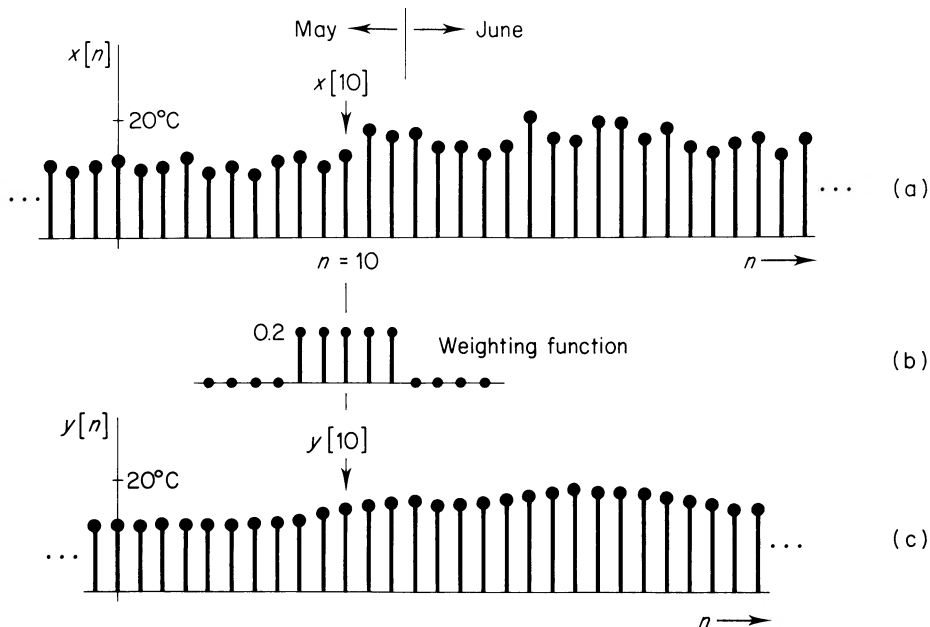 May June
x[n]
x[10]
20°C
... ...
(a)
n = 10
n
0.2
Weighting function
(b)
y[n]
y[10]
20°C
... ...
(c)
n